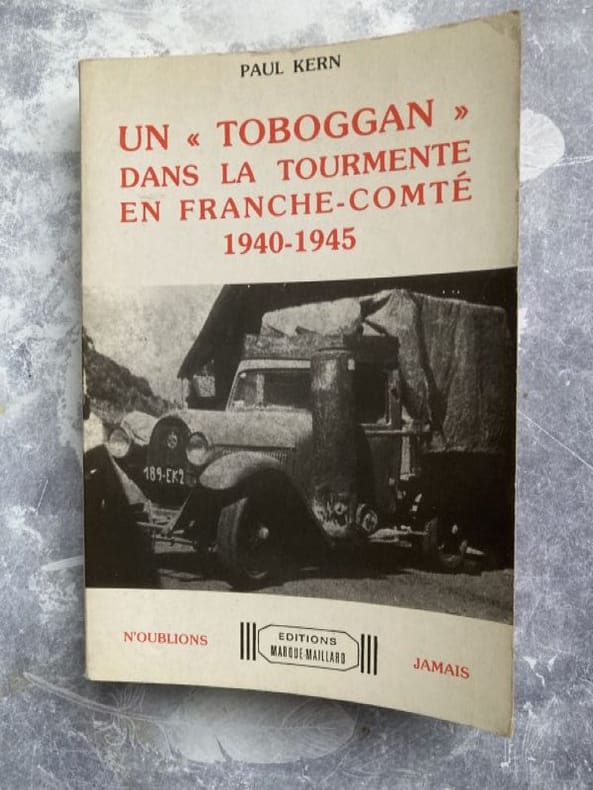 PAUL KERN
UN « TOBOGGAN »
DANS LA TOURMENTE
EN FRANCHE-COMTÉ
1940-1945
189-EK2
N'OUBLIONS
EDITIONS
MARQUE-MAILLARD
JAMAIS